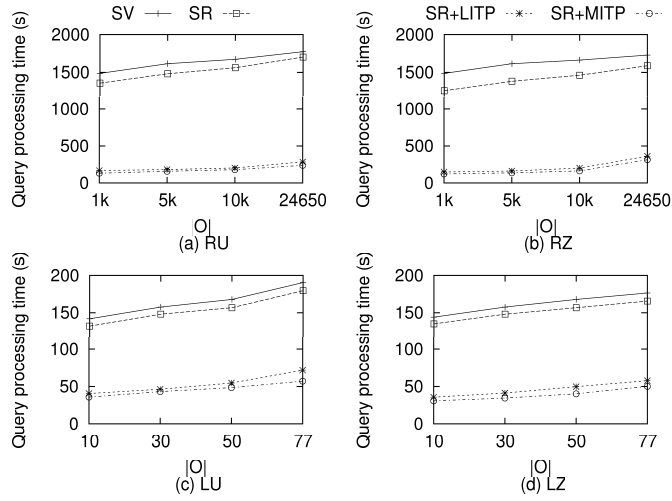 SV SR SR+LITP SR+MITP
Query processing time (s)
2000
1500
1000
500
0
1k 5k 10k 24650
|O|
(a) RU
Query processing time (s)
2000
1500
1000
500
0
1k 5k 10k 24650
|O|
(b) RZ
Query processing time (s)
200
150
100
50
0
10 30 50 77
|O|
(c) LU
Query processing time (s)
200
150
100
50
0
10 30 50 77
|O|
(d) LZ